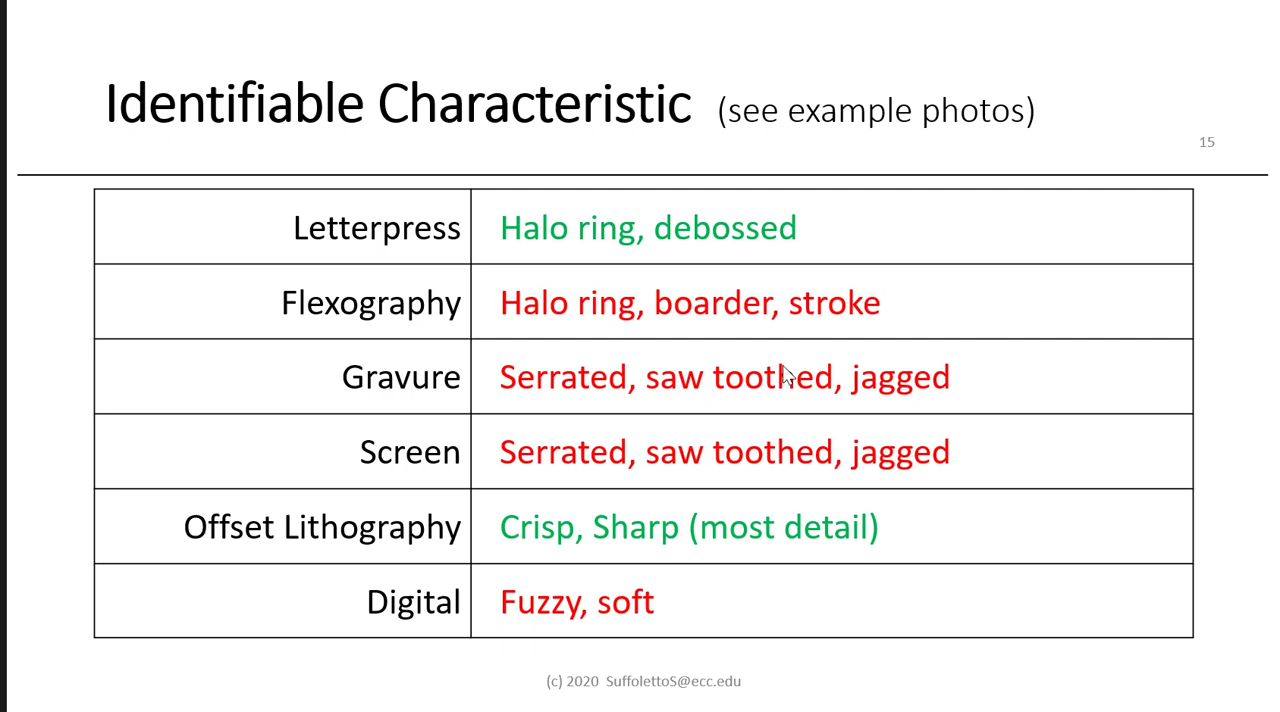 Identifiable Characteristic (see example photos)
15
Letterpress Halo ring, debossed
Flexography Halo ring, boarder, stroke
Gravure Serrated, saw toothed, jagged
Screen Serrated, saw toothed, jagged
Offset Lithography Crisp, Sharp (most detail)
Digital Fuzzy, soft
(c) 2020 SuffolettoS@ecc.edu